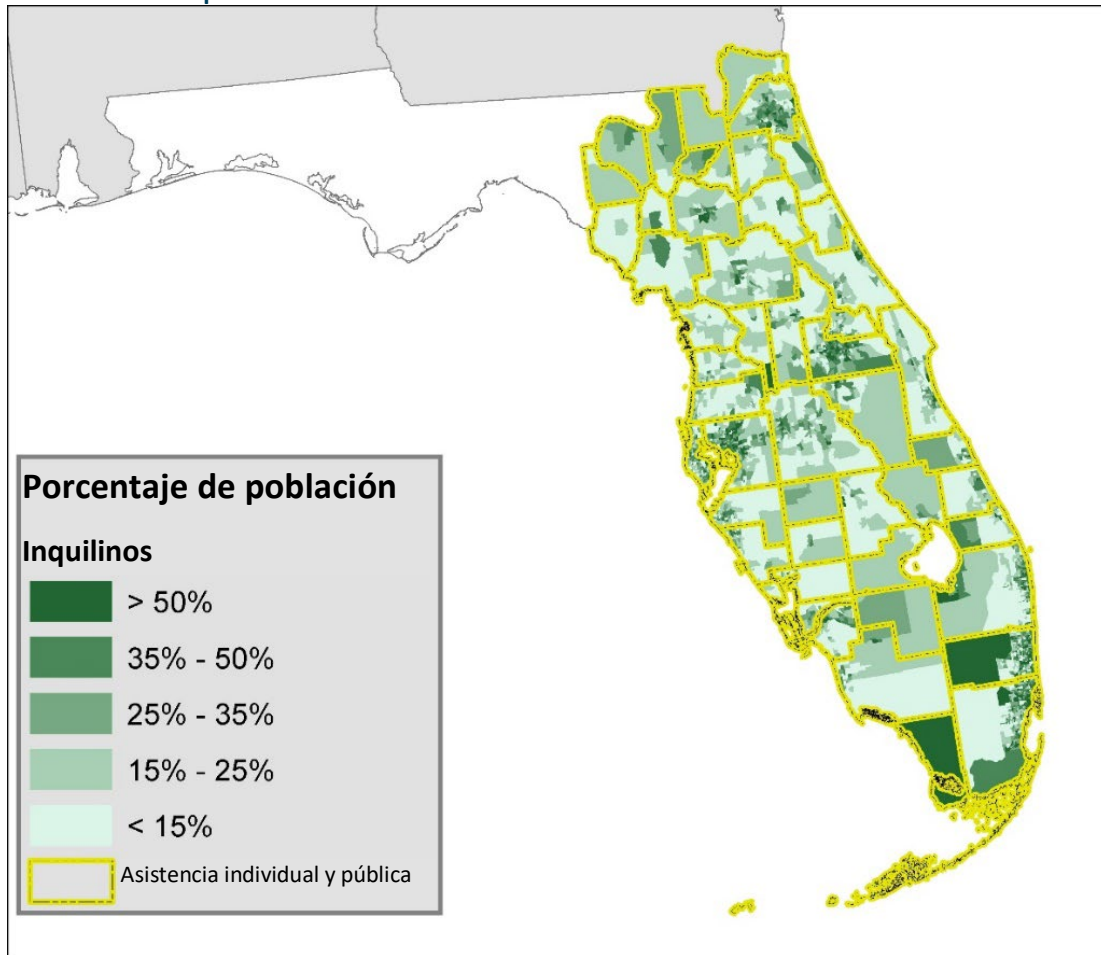 Porcentaje de población
Inquilinos
> 50%
35% - 50%
25% - 35%
15% - 25%
< 15%
Asistencia individual y pública